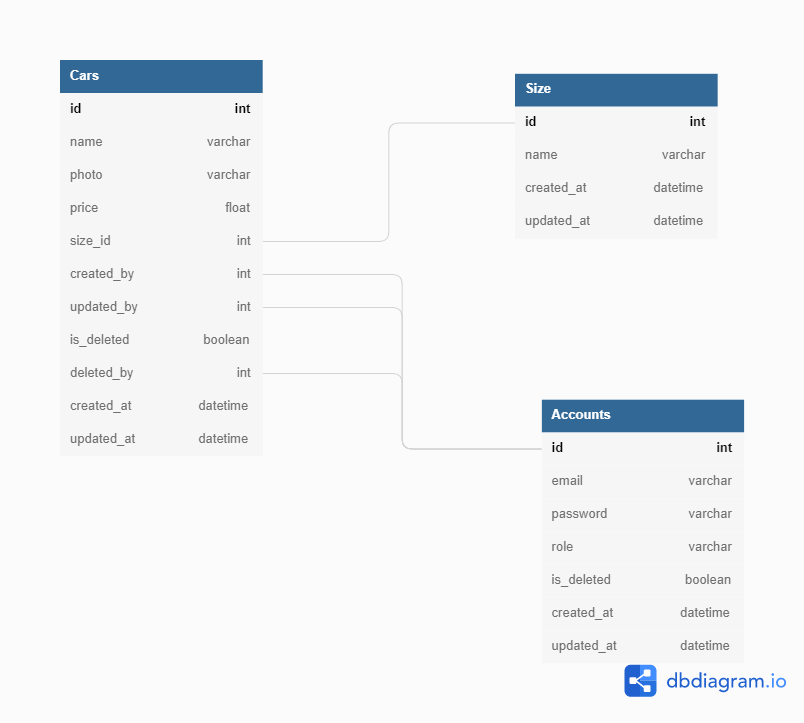 Cars
id int
name varchar
photo varchar
price float
size_id int
created_by int
updated_by int
is_deleted boolean
deleted_by int
created_at datetime
updated_at datetime
Size
id int
name varchar
created_at datetime
updated_at datetime
Accounts
id int
email varchar
password varchar
role varchar
is_deleted boolean
created_at datetime
updated_at datetime
dbdiagram.io